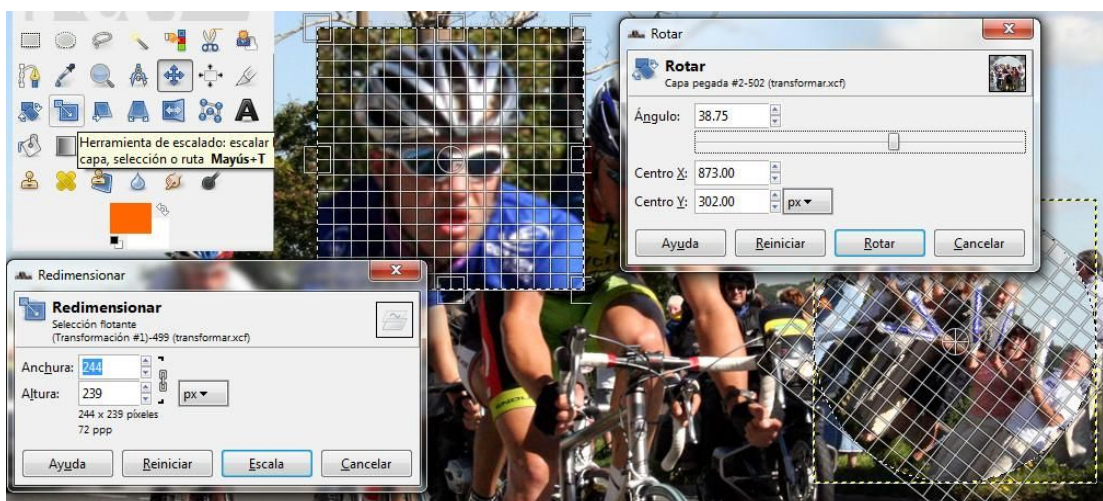 Herramienta de escalado: escalar
capa, selección o ruta Mayús+T
Rotar
Rotar
Capa pegada #2-502 (transformar.xcf)
Ángulo: 38.75
Centro X: 873.00
Centro Y: 302.00 px
Ayuda Reiniciar Rotar Cancelar
Redimensionar
Redimensionar
Selección flotante
(Transformación #1)-499 (transformar.xcf)
Anchura: 244
Altura: 239 px
244 x 239 píxeles
72 ppp
Ayuda Reiniciar Escala Cancelar